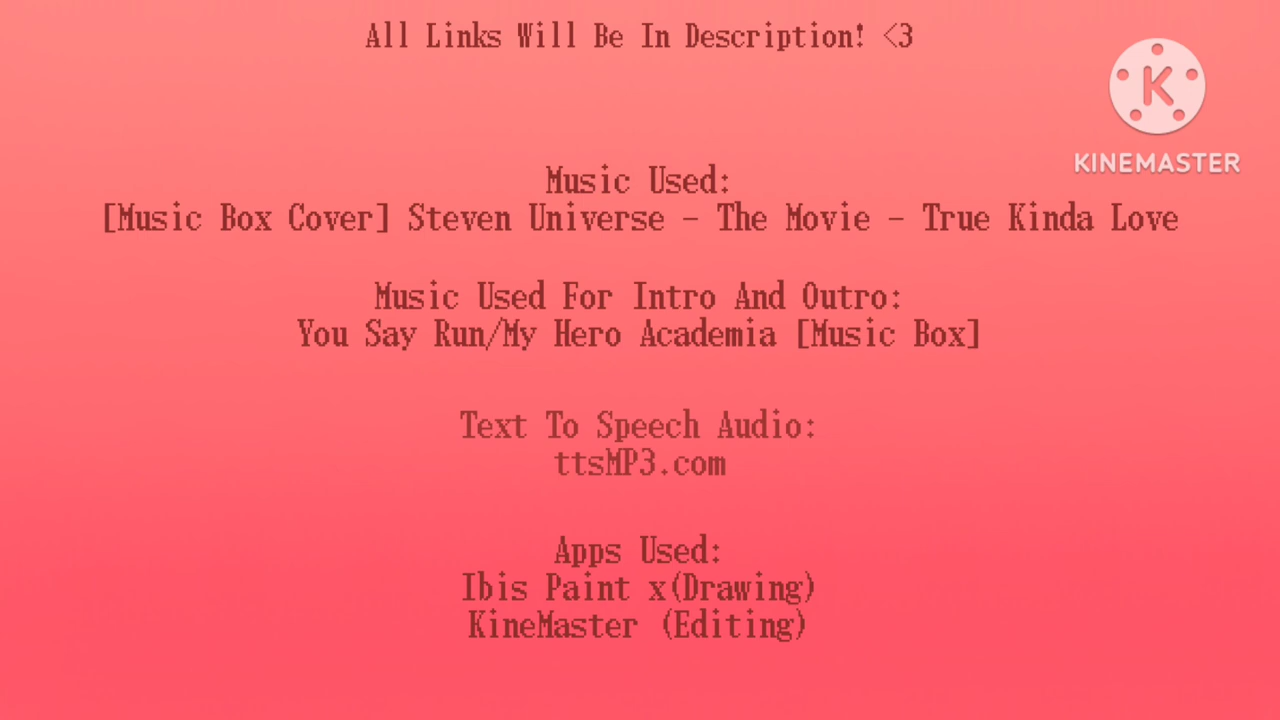 All Links Will Be In Description! <3
K
KINEMASTER
Music Used:
[Music Box Cover] Steven Universe - The Movie - True Kinda Love
Music Used For Intro And Outro:
You Say Run/My Hero Academia [Music Box]
Text To Speech Audio:
ttsMP3.com
Apps Used:
Ibis Paint x(Drawing)
KineMaster (Editing)